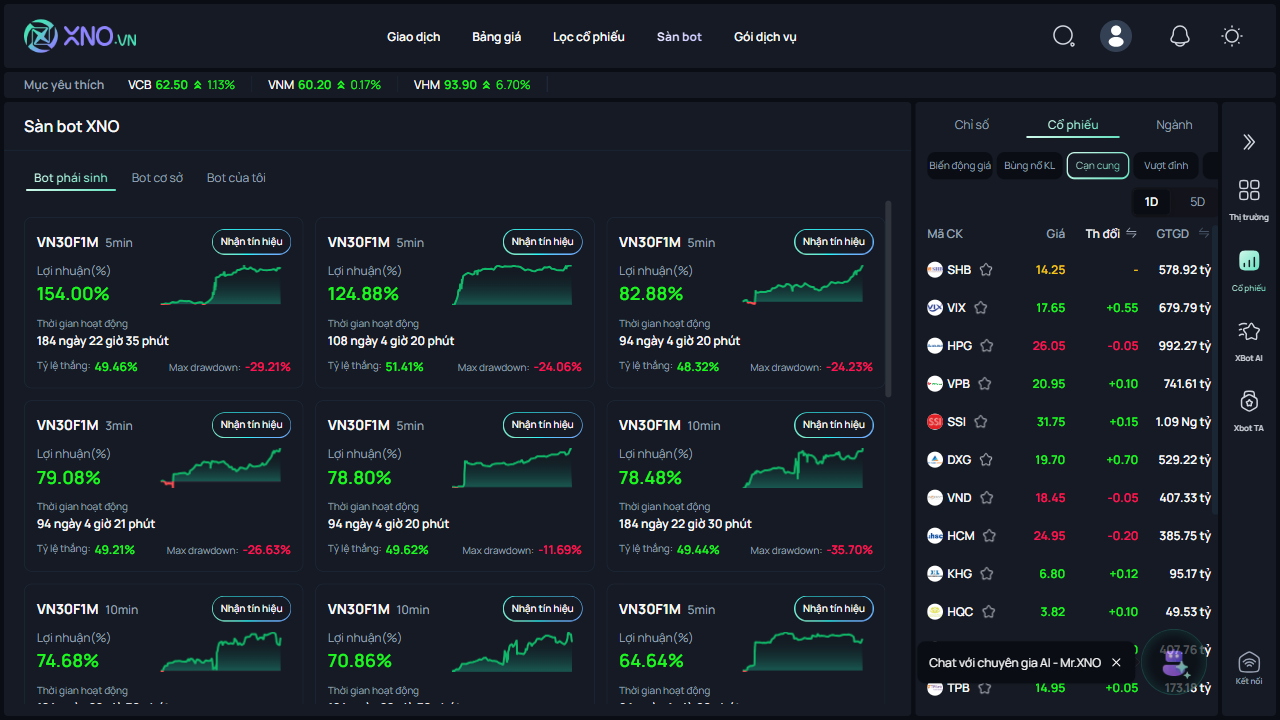 XNO.VN
Giao dịch Bảng giá Lọc cổ phiếu Sàn bot Gói dịch vụ
Mục yêu thích VCB 62.50 1.13% VNM 60.20 0.17% VHM 93.90 6.70%
Sàn bot XNO
Bot phái sinh Bot cơ sở Bot của tôi
VN30F1M 5min Nhận tín hiệu
Lợi nhuận(%)
154.00%
Thời gian hoạt động
184 ngày 22 giờ 35 phút
Tỷ lệ thắng: 49.46% Max drawdown: -29.21%
VN30F1M 5min Nhận tín hiệu
Lợi nhuận(%)
124.88%
Thời gian hoạt động
108 ngày 4 giờ 20 phút
Tỷ lệ thắng: 51.41% Max drawdown: -24.06%
VN30F1M 5min Nhận tín hiệu
Lợi nhuận(%)
82.88%
Thời gian hoạt động
94 ngày 4 giờ 20 phút
Tỷ lệ thắng: 48.32% Max drawdown: -24.23%
VN30F1M 3min Nhận tín hiệu
Lợi nhuận(%)
79.08%
Thời gian hoạt động
94 ngày 4 giờ 21 phút
Tỷ lệ thắng: 49.21% Max drawdown: -26.63%
VN30F1M 5min Nhận tín hiệu
Lợi nhuận(%)
78.80%
Thời gian hoạt động
94 ngày 4 giờ 20 phút
Tỷ lệ thắng: 49.62% Max drawdown: -11.69%
VN30F1M 10min Nhận tín hiệu
Lợi nhuận(%)
78.48%
Thời gian hoạt động
184 ngày 22 giờ 30 phút
Tỷ lệ thắng: 49.44% Max drawdown: -35.70%
VN30F1M 10min Nhận tín hiệu
Lợi nhuận(%)
74.68%
Thời gian hoạt động
VN30F1M 10min Nhận tín hiệu
Lợi nhuận(%)
70.86%
Thời gian hoạt động
VN30F1M 5min Nhận tín hiệu
Lợi nhuận(%)
64.64%
Thời gian hoạt động
Chỉ số Cổ phiếu Ngành
Biến động giá Bùng nổ KL Cạn cung Vượt đỉnh
1D 5D
Mã CK Giá Th đổi GTGD
SHB 14.25 - 578.92 tỷ
VIX 17.65 +0.55 679.79 tỷ
HPG 26.05 -0.05 992.27 tỷ
VPB 20.95 +0.10 741.61 tỷ
SSI 31.75 +0.15 1.09 Ng tỷ
DXG 19.70 +0.70 529.22 tỷ
VND 18.45 -0.05 407.33 tỷ
HCM 24.95 -0.20 385.75 tỷ
KHG 6.80 +0.12 95.17 tỷ
HQC 3.82 +0.10 49.53 tỷ
407.76 tỷ
TPB 14.95 +0.05 173.18 tỷ
Chat với chuyên gia AI - Mr.XNO
Thị trường
Cổ phiếu
XBot AI
Xbot TA
Kết nối